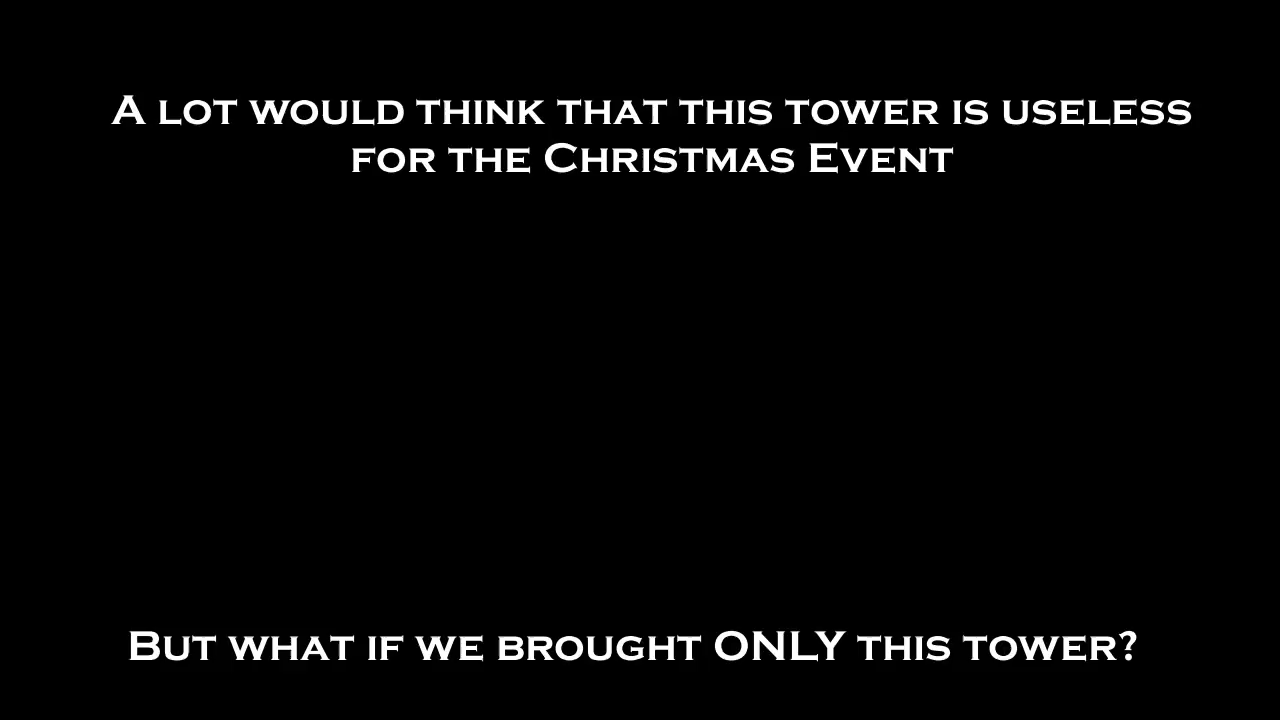 A lot would think that this tower is useless
for the Christmas Event
But what if we brought ONLY this tower?